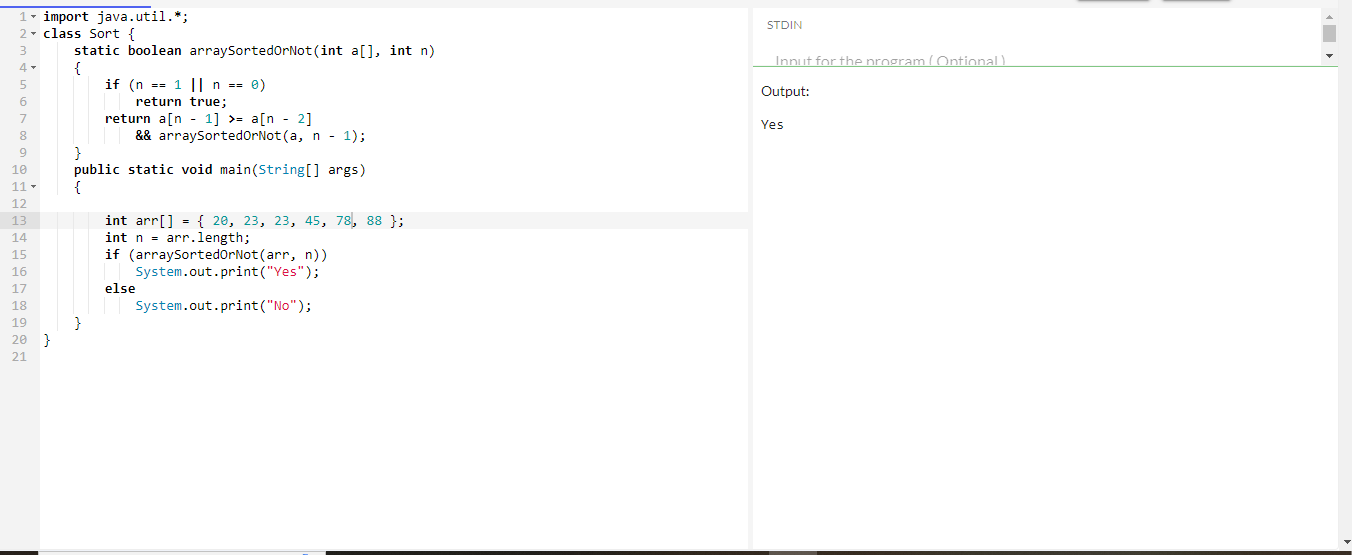 1 import java.util.*;
2 class Sort {
3     static boolean arraySortedOrNot(int a[], int n)
4     {
5         if (n == 1 || n == 0)
6             return true;
7         return a[n - 1] >= a[n - 2]
8             && arraySortedOrNot(a, n - 1);
9     }
10     public static void main(String[] args)
11     {
12
13         int arr[] = { 20, 23, 23, 45, 78, 88 };
14         int n = arr.length;
15         if (arraySortedOrNot(arr, n))
16             System.out.print("Yes");
17         else
18             System.out.print("No");
19     }
20 }
21
STDIN
Input for the program ( Optional )
Output:
Yes